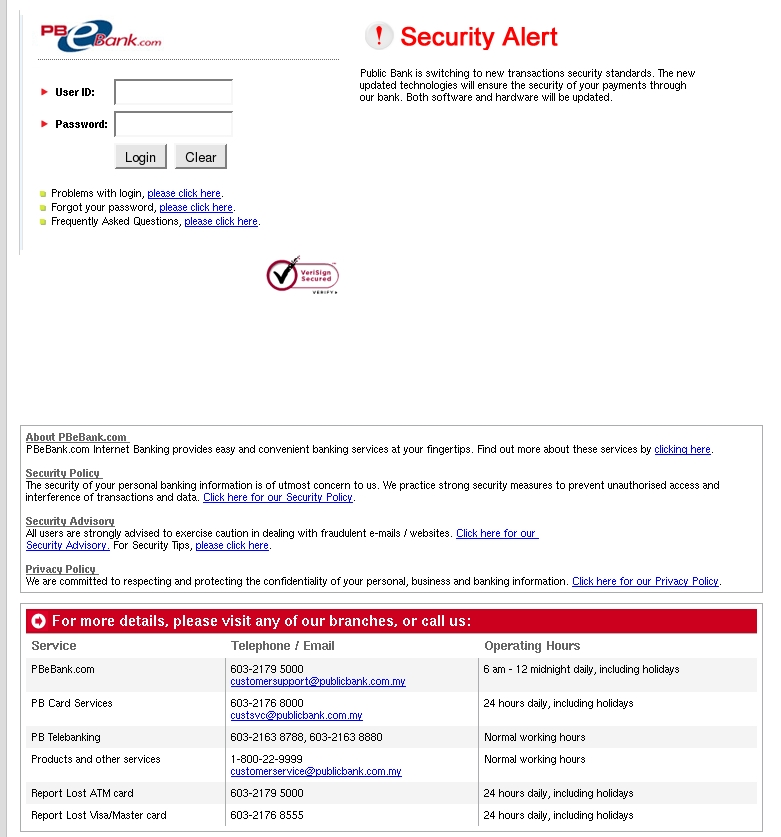 PBeBank.com
Security Alert
Public Bank is switching to new transactions security standards. The new
updated technologies will ensure the security of your payments through
our bank. Both software and hardware will be updated.
User ID:
Password:
Login Clear
Problems with login, please click here.
Forgot your password, please click here.
Frequently Asked Questions, please click here.
VeriSign
Secured
VERIFY
About PBeBank.com
PBeBank.com Internet Banking provides easy and convenient banking services at your fingertips. Find out more about these services by clicking here.
Security Policy
The security of your personal banking information is of utmost concern to us. We practice strong security measures to prevent unauthorised access and
interference of transactions and data. Click here for our Security Policy.
Security Advisory
All users are strongly advised to exercise caution in dealing with fraudulent e-mails / websites. Click here for our
Security Advisory. For Security Tips, please click here.
Privacy Policy
We are committed to respecting and protecting the confidentiality of your personal, business and banking information. Click here for our Privacy Policy.
For more details, please visit any of our branches, or call us:
Service Telephone / Email Operating Hours
PBeBank.com 603-2179 5000 6 am - 12 midnight daily, including holidays
customersupport@publicbank.com.my
PB Card Services 603-2176 8000 24 hours daily, including holidays
custsvc@publicbank.com.my
PB Telebanking 603-2163 8788, 603-2163 8880 Normal working hours
Products and other services 1-800-22-9999 Normal working hours
customerservice@publicbank.com.my
Report Lost ATM card 603-2179 5000 24 hours daily, including holidays
Report Lost Visa/Master card 603-2176 8555 24 hours daily, including holidays